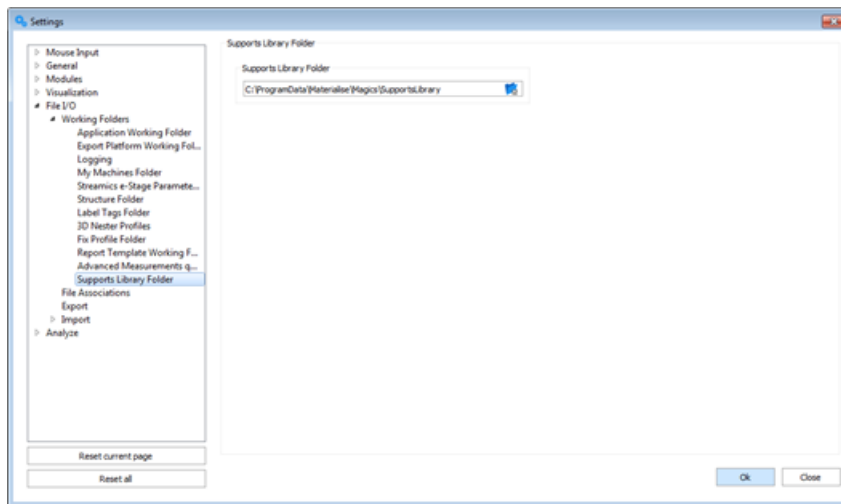 Settings
Mouse Input
General
Modules
Visualization
File I/O
Working Folders
Application Working Folder
Export Platform Working Fol...
Logging
My Machines Folder
Streamics e-Stage Paramete...
Structure Folder
Label Tags Folder
3D Nester Profiles
Fix Profile Folder
Report Template Working F...
Advanced Measurements q...
Supports Library Folder
File Associations
Export
Import
Analyze
Reset current page
Reset all
Supports Library Folder
Supports Library Folder
C:\ProgramData\Materialise\Magics\SupportsLibrary
Ok Close